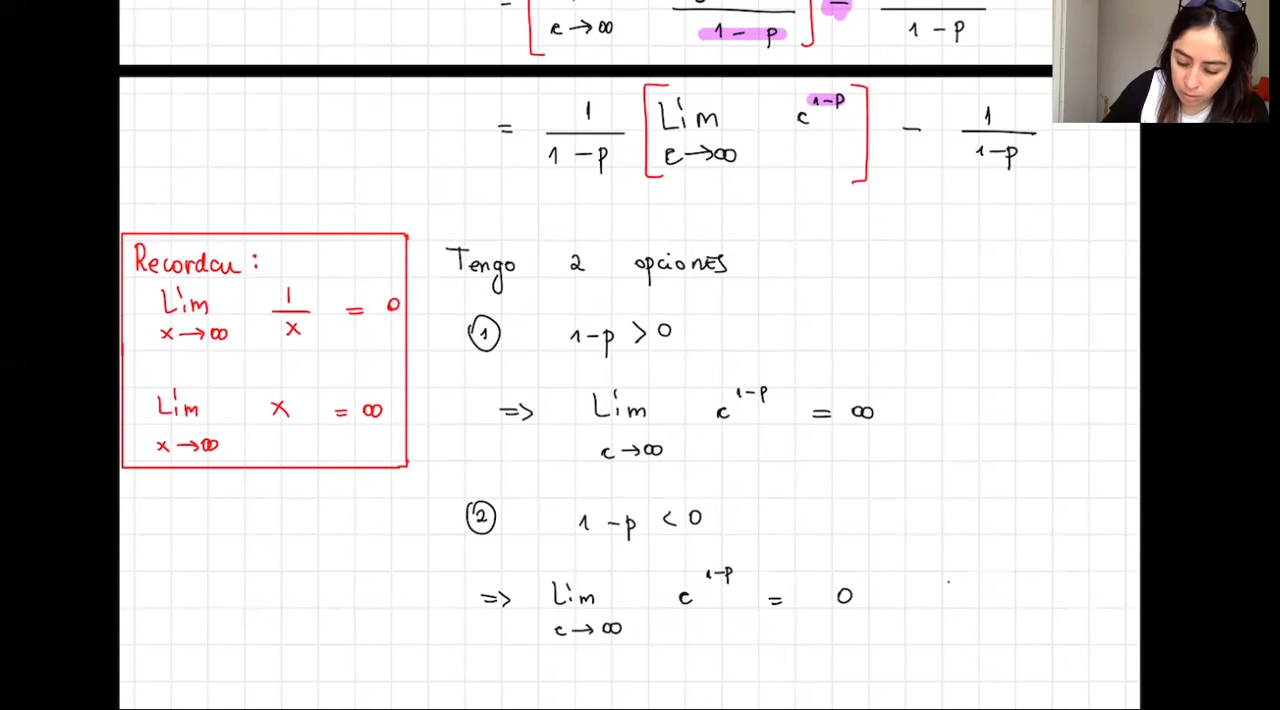 c→∞ 1-p 1-p
= 1/(1-p) [Lim c→∞ c^(1-p)] - 1/(1-p)
Recordar:
Lim x→∞ 1/x = 0
Lim x→∞ x = ∞
Tengo 2 opciones
① 1-p > 0
=> Lim c→∞ c^(1-p) = ∞
② 1-p < 0
=> Lim c→∞ c^(1-p) = 0